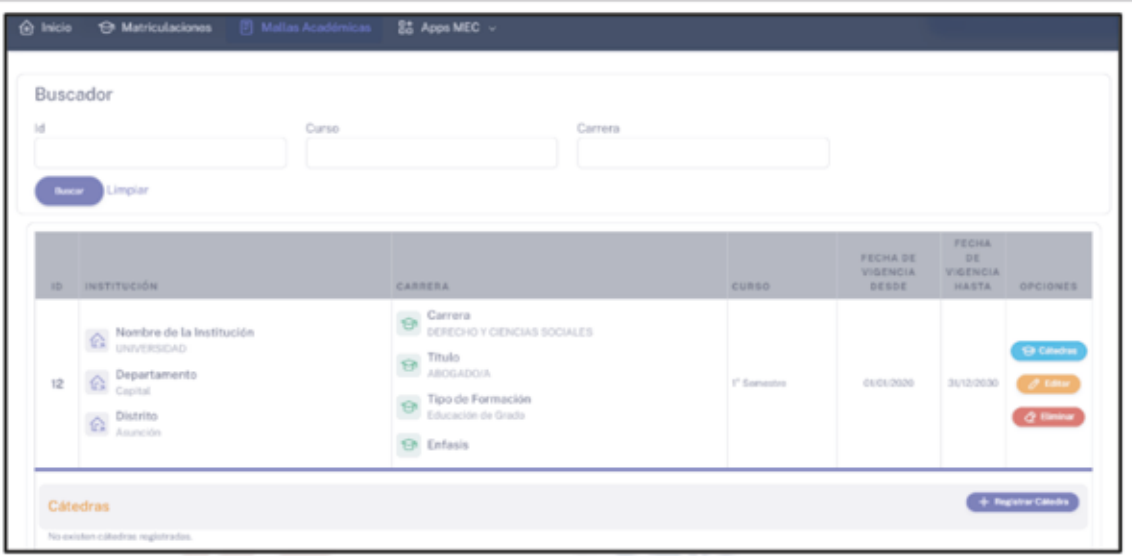 Inicio Matriculaciones Mallas Académicas Apps MEC
Buscador
Id Curso Carrera
Buscar Limpiar
ID INSTITUCIÓN CARRERA CURSO FECHA DE VIGENCIA DESDE FECHA DE VIGENCIA HASTA OPCIONES
12
Nombre de la Institución
UNIVERSIDAD
Departamento
Capital
Distrito
Asunción
Carrera
DERECHO Y CIENCIAS SOCIALES
Título
ABOGADO/A
Tipo de Formación
Educación de Grado
Enfasis
1° Semestre
01/01/2020
31/12/2030
Cátedras
Editar
Eliminar
Cátedras
+ Registrar Cátedra
No existen cátedras registradas.